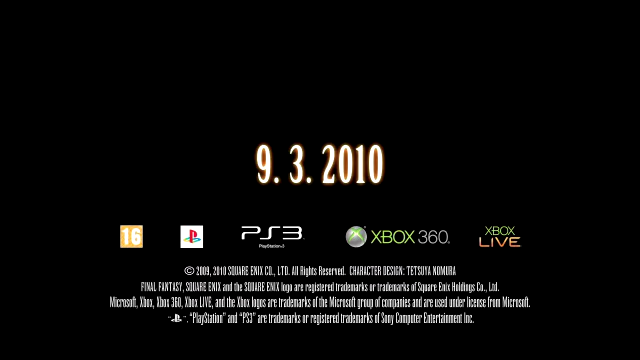 9. 3. 2010
16 PS3 PlayStation 3 XBOX 360. XBOX LIVE
© 2009, 2010 SQUARE ENIX CO., LTD. All Rights Reserved. CHARACTER DESIGN: TETSUYA NOMURA
FINAL FANTASY, SQUARE ENIX and the SQUARE ENIX logo are registered trademarks or trademarks of Square Enix Holdings Co., Ltd.
Microsoft, Xbox, Xbox 360, Xbox LIVE, and the Xbox logos are trademarks of the Microsoft group of companies and are used under license from Microsoft.
“PlayStation” and “PS3” are trademarks or registered trademarks of Sony Computer Entertainment Inc.